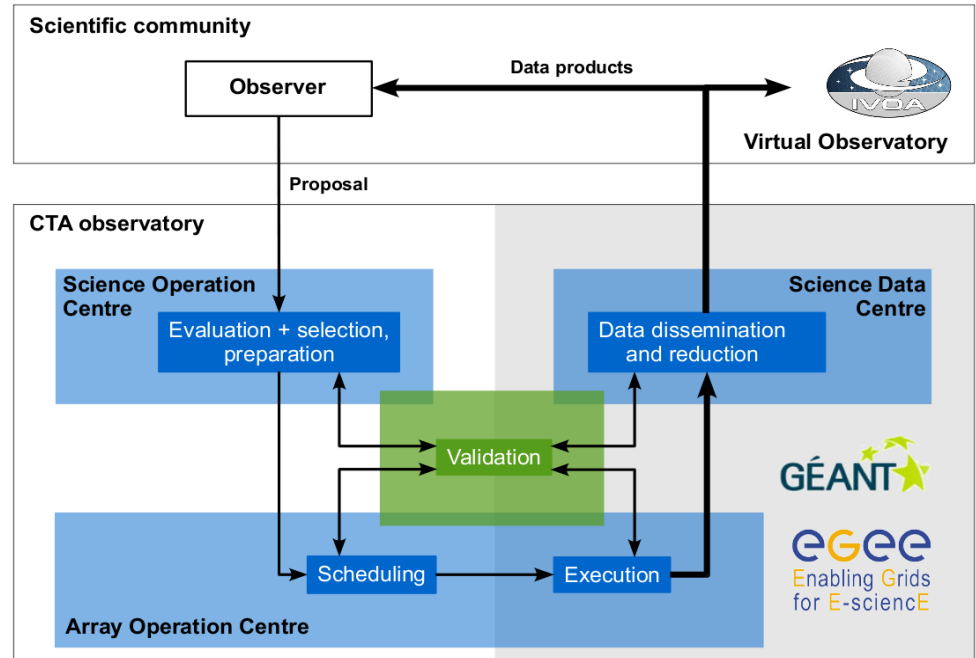 Scientific community
Observer
Data products
IVOA
Virtual Observatory
Proposal
CTA observatory
Science Operation
Centre
Evaluation + selection,
preparation
Science Data
Centre
Data dissemination
and reduction
Validation
GÉANT
Scheduling
Execution
Array Operation Centre
eGee
Enabling Grids
for E-sciencE